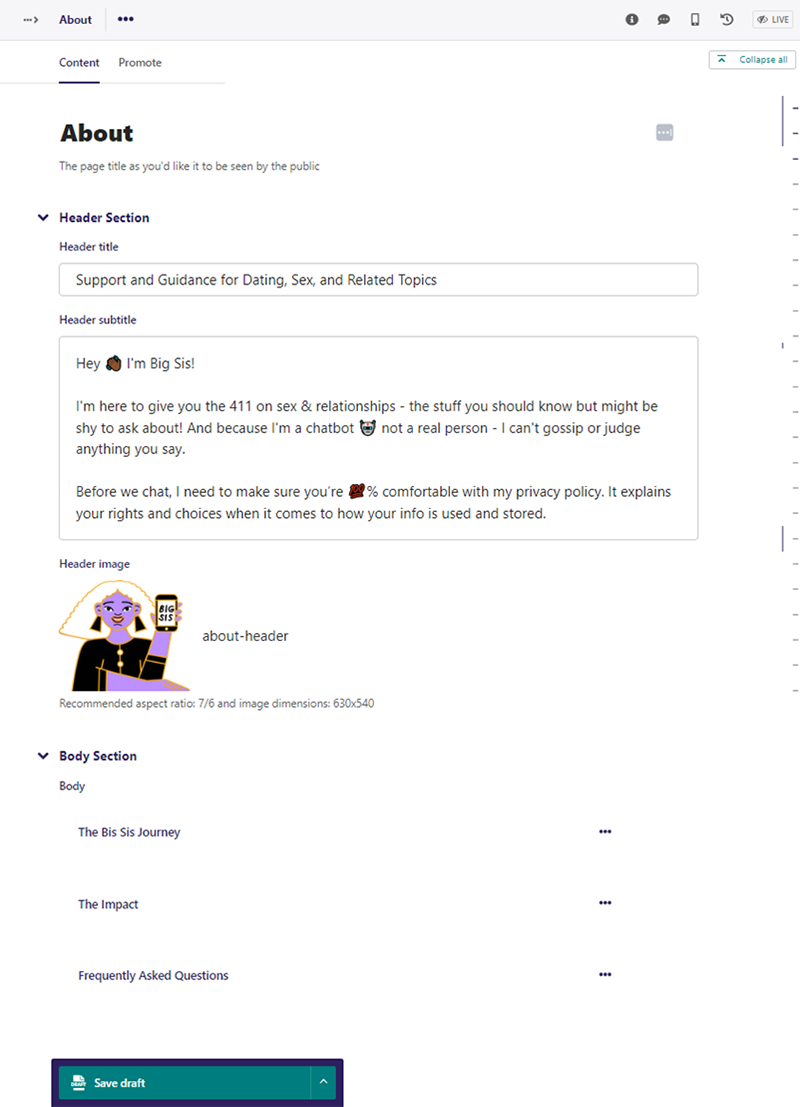 About
LIVE
Content
Promote
Collapse all
About
The page title as you'd like it to be seen by the public
Header Section
Header title
Support and Guidance for Dating, Sex, and Related Topics
Header subtitle
Hey 👋🏾 I'm Big Sis!
I'm here to give you the 411 on sex & relationships - the stuff you should know but might be
shy to ask about! And because I'm a chatbot 🤖 not a real person - I can't gossip or judge
anything you say.
Before we chat, I need to make sure you're 💯% comfortable with my privacy policy. It explains
your rights and choices when it comes to how your info is used and stored.
Header image
BIG
SIS
about-header
Recommended aspect ratio: 7/6 and image dimensions: 630x540
Body Section
Body
The Bis Sis Journey
The Impact
Frequently Asked Questions
DRAFT
Save draft